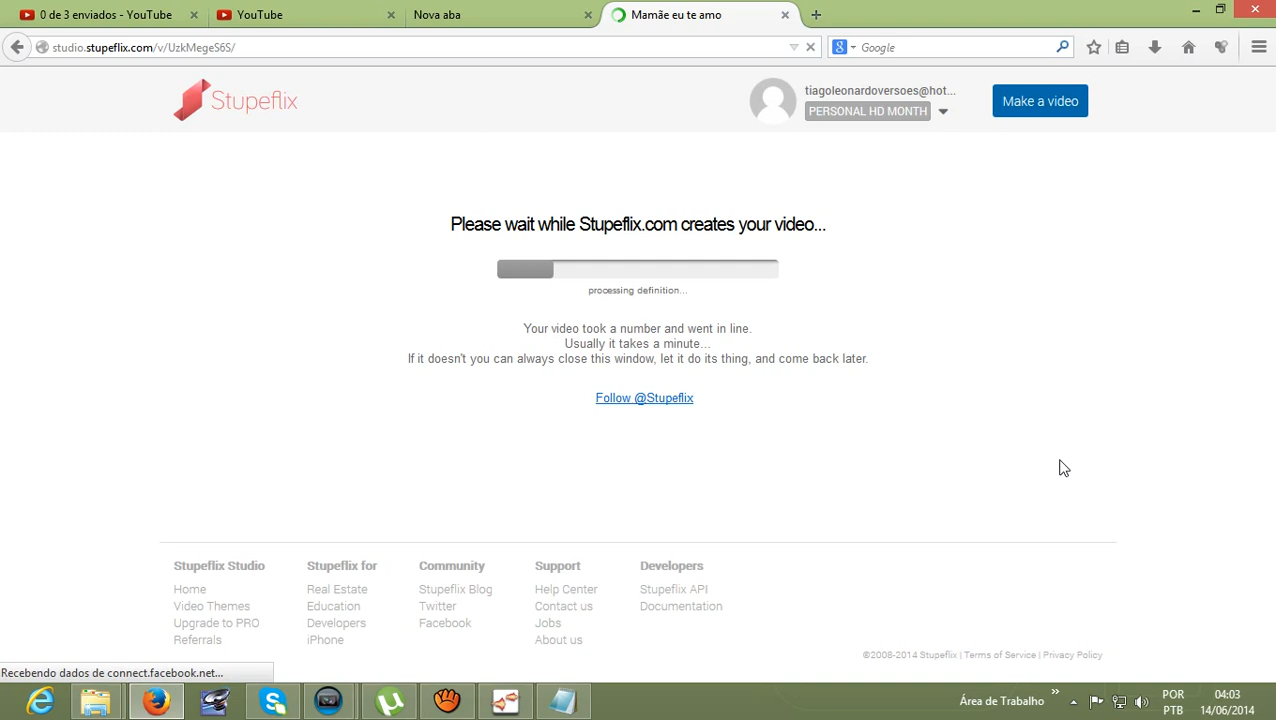 0 de 3 enviados - YouTube
YouTube
Nova aba
Mamãe eu te amo
studio.stupeflix.com/v/UzkMegeS6S/
Google
Stupeflix
tiagoleonardoversoes@hot...
PERSONAL HD MONTH
Make a video
Please wait while Stupeflix.com creates your video...
processing definition...
Your video took a number and went in line.
Usually it takes a minute...
If it doesn't you can always close this window, let it do its thing, and come back later.
Follow @Stupeflix
Stupeflix Studio
Home
Video Themes
Upgrade to PRO
Referrals
Stupeflix for
Real Estate
Education
Developers
iPhone
Community
Stupeflix Blog
Twitter
Facebook
Support
Help Center
Contact us
Jobs
About us
Developers
Stupeflix API
Documentation
©2008-2014 Stupeflix | Terms of Service | Privacy Policy
Recebendo dados de connect.facebook.net...
Área de Trabalho
POR
PTB
04:03
14/06/2014